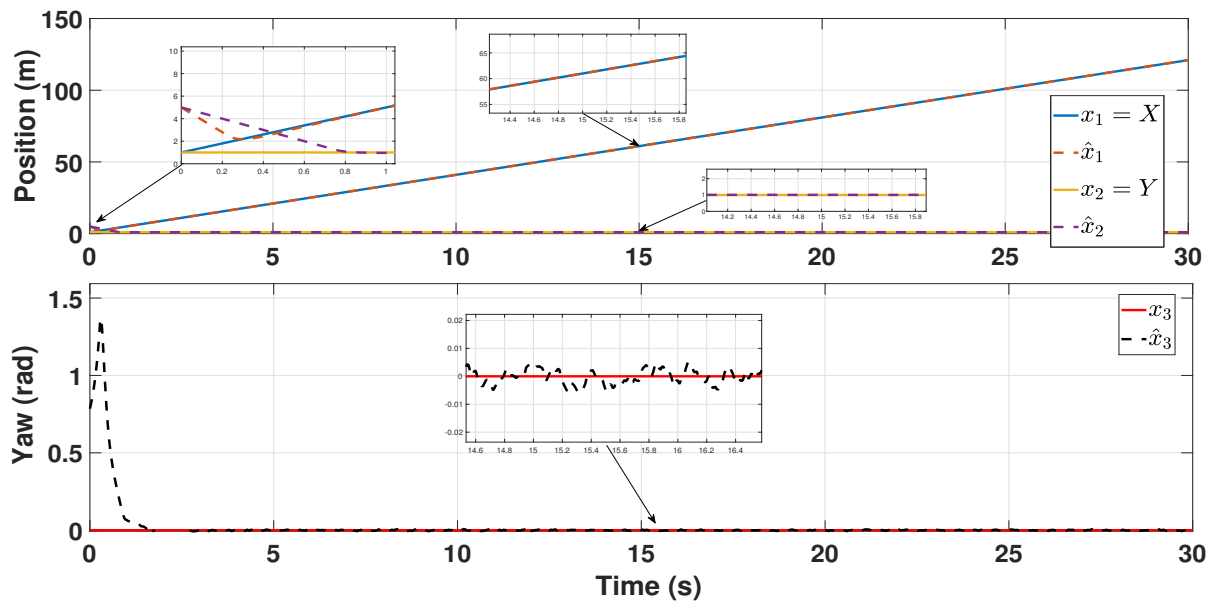 Position (m)
150
100
50
0
10
8
6
4
2
0
0 0.2 0.4 0.6 0.8 1
65
60
55
14.4 14.6 14.8 15 15.2 15.4 15.6 15.8
2
1
0
14.2 14.4 14.6 14.8 15 15.2 15.4 15.6 15.8
x₁ = X
x̂₁
x₂ = Y
x̂₂
0 5 10 15 20 25 30
Yaw (rad)
1.5
1
0.5
0
0.02
0.01
0
-0.01
-0.02
14.6 14.8 15 15.2 15.4 15.6 15.8 16 16.2 16.4
x₃
x̂₃
0 5 10 15 20 25 30
Time (s)